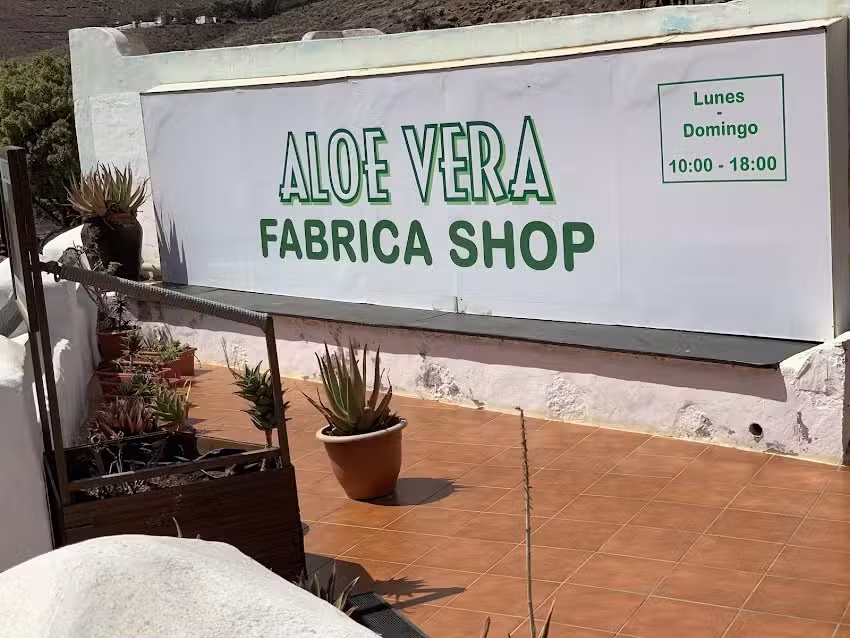 ALOE VERA
FABRICA SHOP
Lunes
-
Domingo
10:00 - 18:00